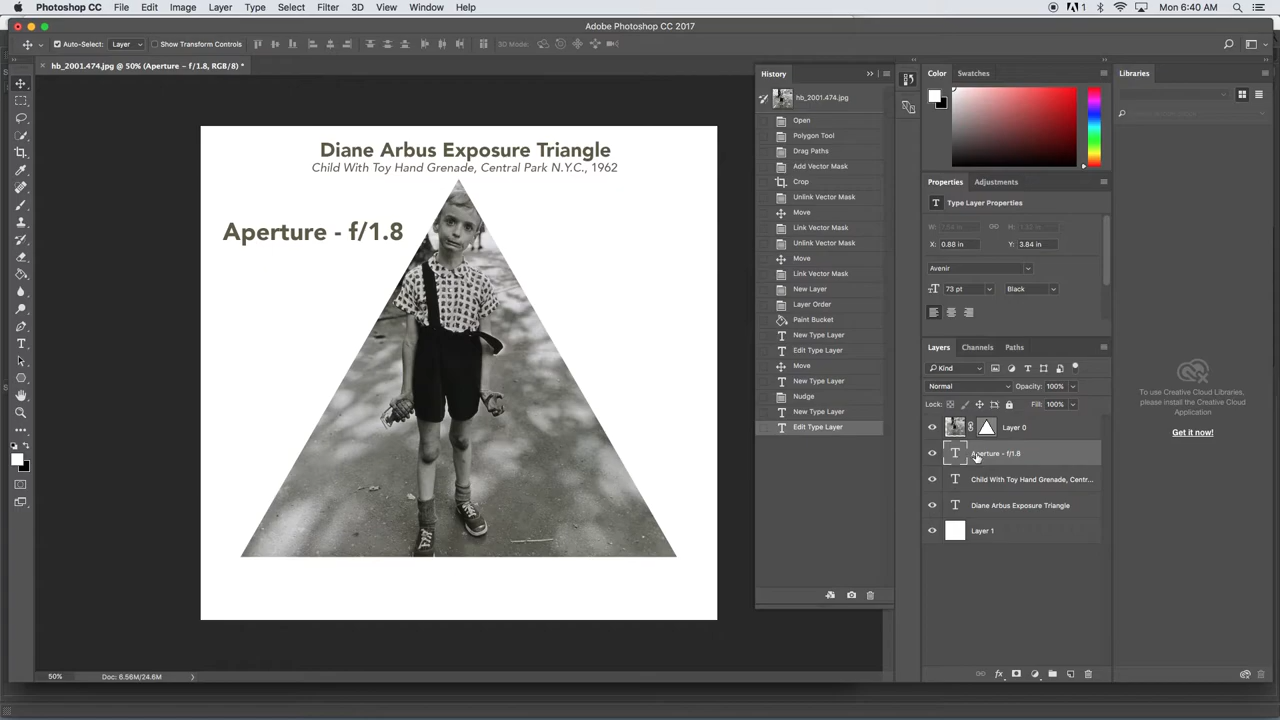 Photoshop CC File Edit Image Layer Type Select Filter 3D View Window Help
1 Mon 6:40 AM
Adobe Photoshop CC 2017
Auto-Select: Layer Show Transform Controls 3D Mode:
hb_2001.474.jpg @ 50% (Aperture - f/1.8, RGB/8) *
Diane Arbus Exposure Triangle
Child With Toy Hand Grenade, Central Park N.Y.C., 1962
Aperture - f/1.8
50% Doc: 6.56M/24.6M
History
hb_2001.474.jpg
Open
Polygon Tool
Drag Paths
Add Vector Mask
Crop
Unlink Vector Mask
Move
Link Vector Mask
Unlink Vector Mask
Move
Link Vector Mask
New Layer
Layer Order
Paint Bucket
New Type Layer
Edit Type Layer
Move
New Type Layer
Nudge
New Type Layer
Edit Type Layer
Color Swatches
Properties Adjustments
Type Layer Properties
X: 0.88 in Y: 3.84 in
Avenir
73 pt Black
Layers Channels Paths
Kind
Normal Opacity: 100%
Lock: Fill: 100%
Layer 0
Aperture - f/1.8
Child With Toy Hand Grenade, Centr...
Diane Arbus Exposure Triangle
Layer 1
Libraries
To use Creative Cloud Libraries,
please install the Creative Cloud
Application
Get it now!